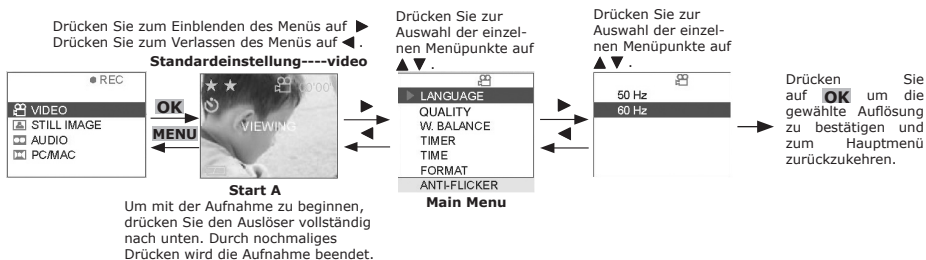 Drücken Sie zum Einblenden des Menüs auf ▶
Drücken Sie zum Verlassen des Menüs auf ◀ .
Standardeinstellung----video
REC
VIDEO
STILL IMAGE
AUDIO
PC/MAC
OK
MENU
00:00'
VIEWING
Start A
Um mit der Aufnahme zu beginnen,
drücken Sie den Auslöser vollständig
nach unten. Durch nochmaliges
Drücken wird die Aufnahme beendet.
Drücken Sie zur
Auswahl der einzel-
nen Menüpunkte auf
▲ ▼ .
LANGUAGE
QUALITY
W. BALANCE
TIMER
TIME
FORMAT
ANTI-FLICKER
Main Menu
Drücken Sie zur
Auswahl der einzel-
nen Menüpunkte auf
▲ ▼ .
50 Hz
60 Hz
Drücken Sie
auf OK um die
gewählte Auflösung
zu bestätigen und
zum Hauptmenü
zurückzukehren.